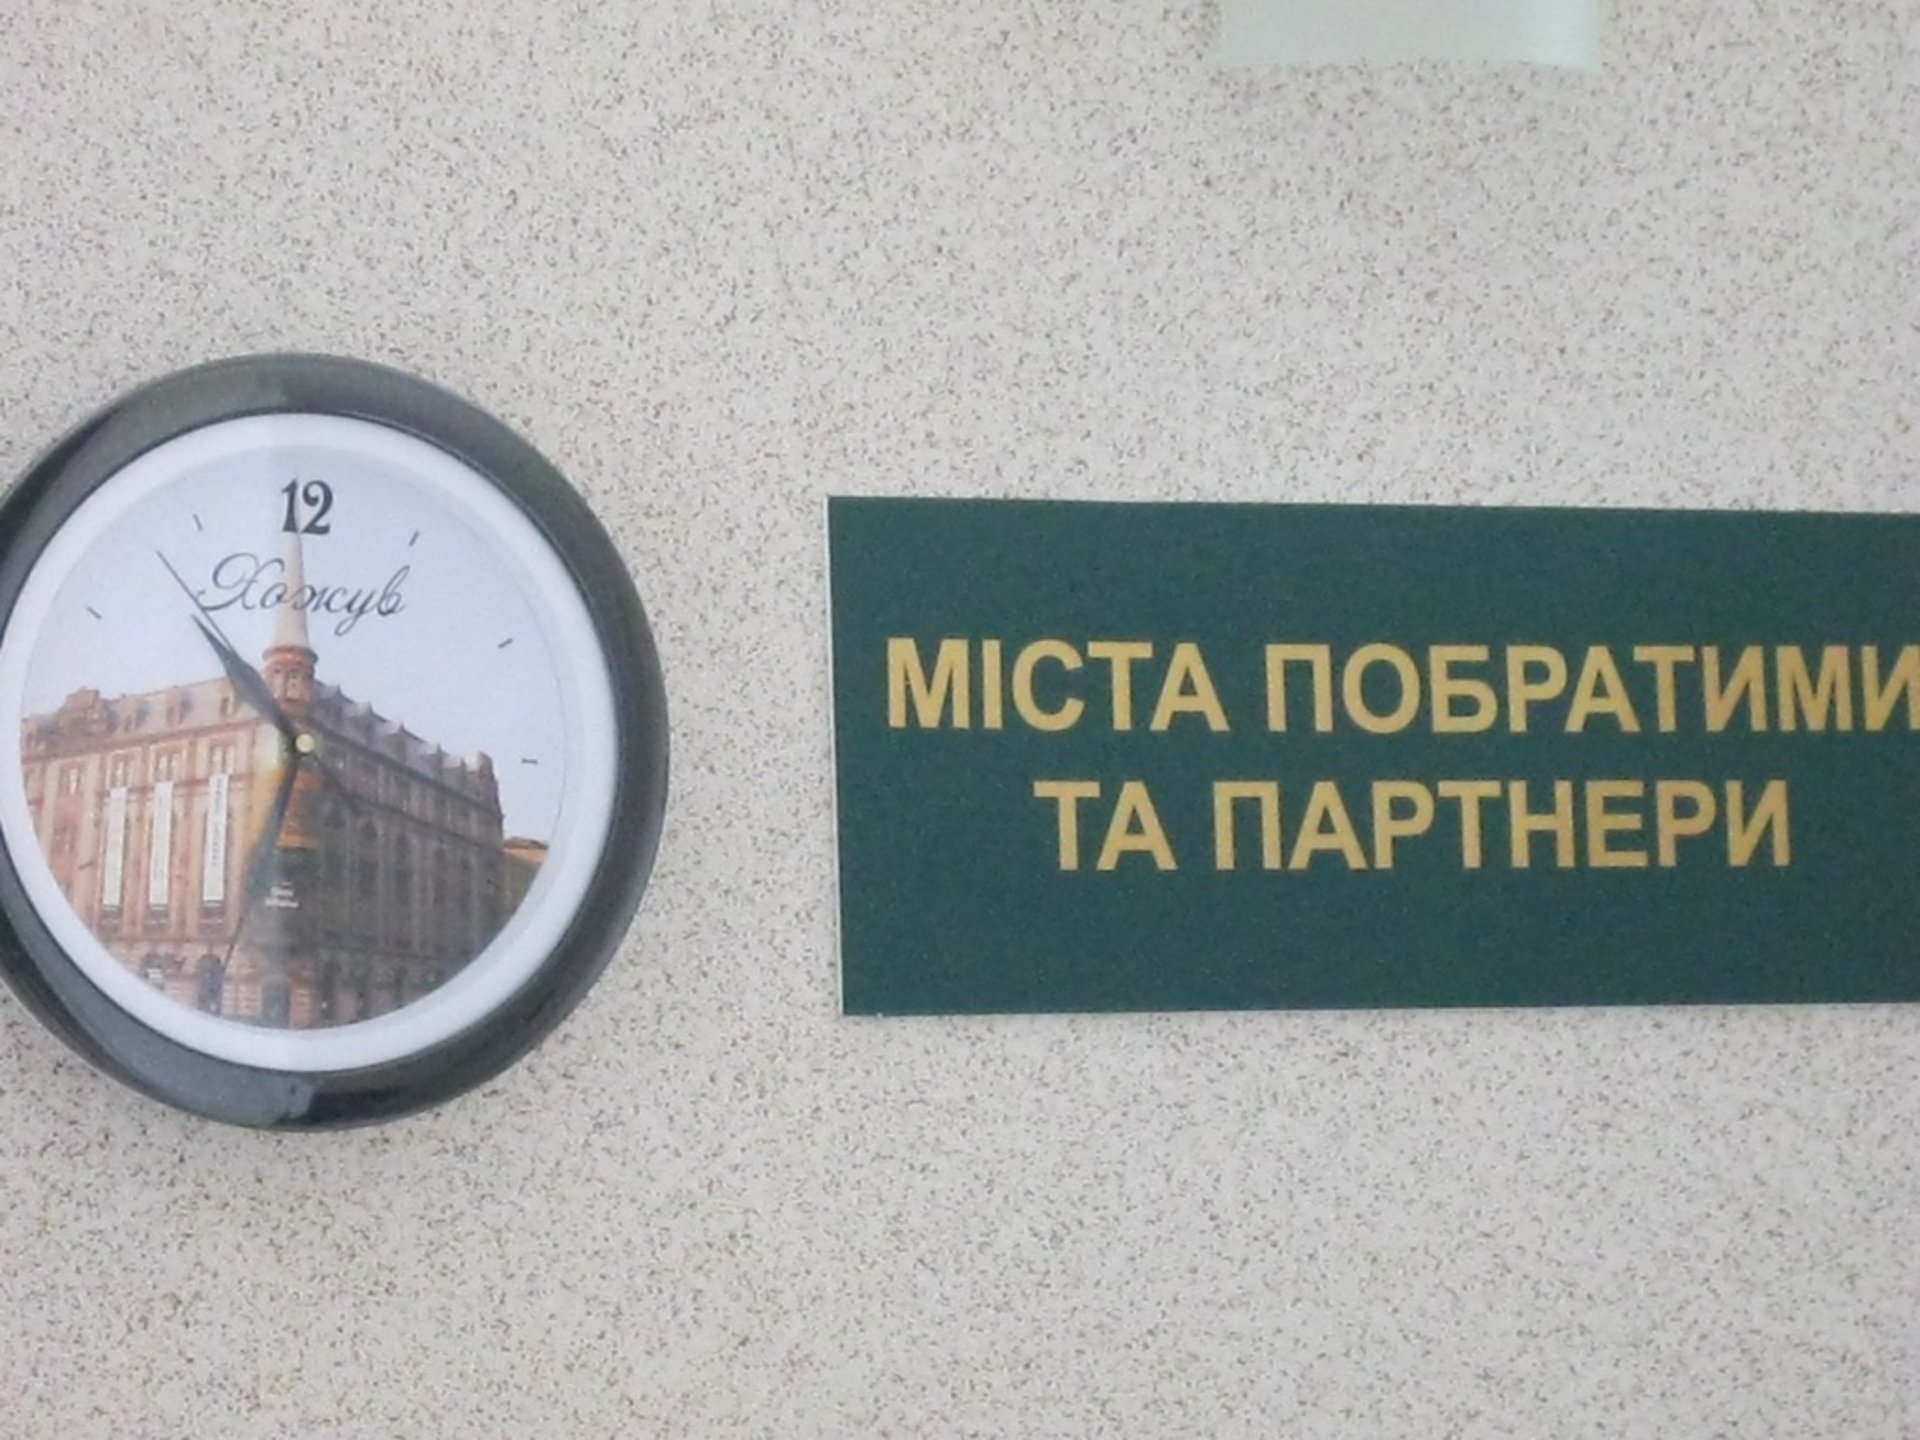 12
Хожув
МІСТА ПОБРАТИМИ
ТА ПАРТНЕРИ